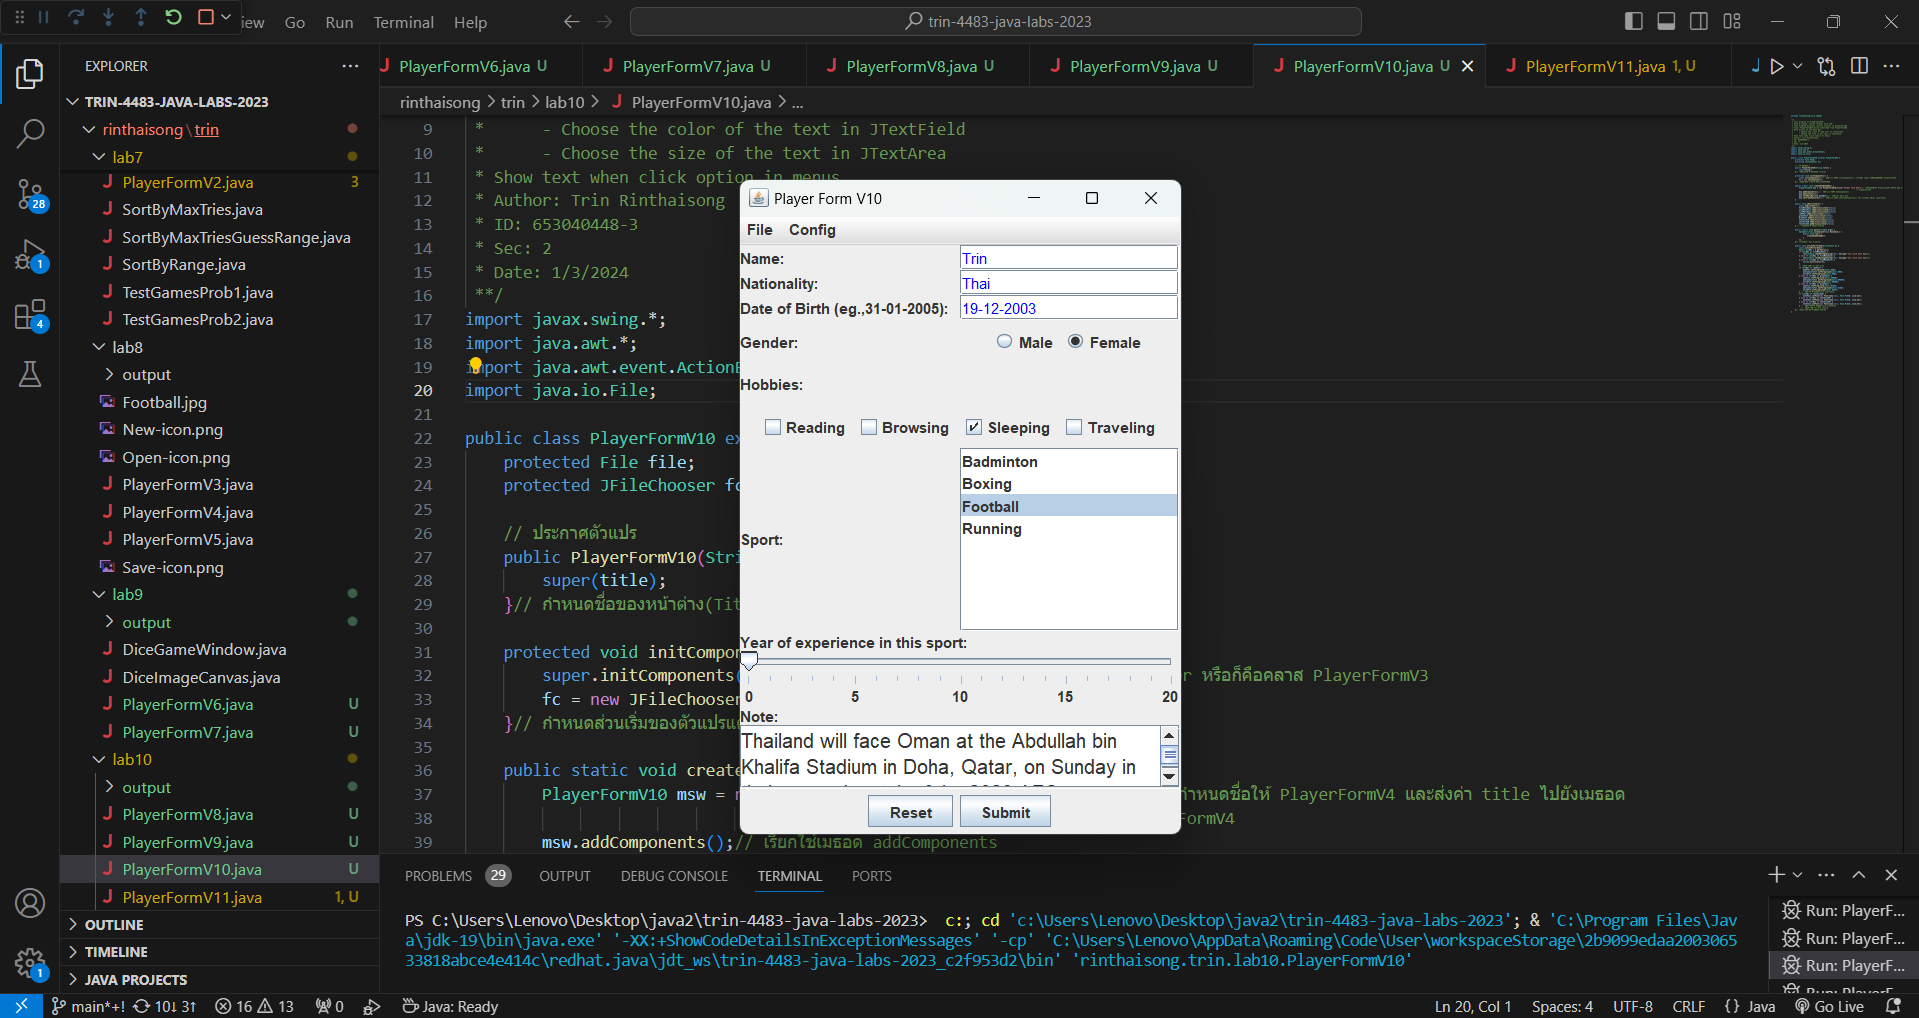 iew Go Run Terminal Help
trin-4483-java-labs-2023
EXPLORER
PlayerFormV6.java U
PlayerFormV7.java U
PlayerFormV8.java U
PlayerFormV9.java U
PlayerFormV10.java U
PlayerFormV11.java 1, U
rinthaisong > trin > lab10 > PlayerFormV10.java > ...
TRIN-4483-JAVA-LABS-2023
rinthaisong\trin
lab7
PlayerFormV2.java 3
SortByMaxTries.java
SortByMaxTriesGuessRange.java
SortByRange.java
TestGamesProb1.java
TestGamesProb2.java
lab8
output
Football.jpg
New-icon.png
Open-icon.png
PlayerFormV3.java
PlayerFormV4.java
PlayerFormV5.java
Save-icon.png
lab9
output
DiceGameWindow.java
DiceImageCanvas.java
PlayerFormV6.java U
PlayerFormV7.java U
lab10
output
PlayerFormV8.java U
PlayerFormV9.java U
PlayerFormV10.java U
PlayerFormV11.java 1, U
OUTLINE
TIMELINE
JAVA PROJECTS
28
1
4
1
9 * - Choose the color of the text in JTextField
10 * - Choose the size of the text in JTextArea
11 * Show text when click option in menus
12 * Author: Trin Rinthaisong
13 * ID: 653040448-3
14 * Sec: 2
15 * Date: 1/3/2024
16 **/
17 import javax.swing.*;
18 import java.awt.*;
19 import java.awt.event.ActionE
20 import java.io.File;
21
22 public class PlayerFormV10 ex
23 protected File file;
24 protected JFileChooser fc
25
26 // ประกาศตัวแปร
27 public PlayerFormV10(Stri
28 super(title);
29 }// กำหนดชื่อของหน้าต่าง(Tit
30
31 protected void initCompon
32 super.initComponents( r หรือก็คือคลาส PlayerFormV3
33 fc = new JFileChooser
34 }// กำหนดส่วนเริ่มของตัวแปรแต
35
36 public static void create
37 PlayerFormV10 msw = n กำหนดชื่อให้ PlayerFormV4 และส่งค่า title ไปยังเมธอด
38 ormV4
39 msw.addComponents();// เรียกใช้เมธอด addComponents
Player Form V10
File Config
Name: Trin
Nationality: Thai
Date of Birth (eg.,31-01-2005): 19-12-2003
Gender: Male Female
Hobbies:
Reading Browsing Sleeping Traveling
Badminton
Boxing
Football
Running
Sport:
Year of experience in this sport:
0 5 10 15 20
Note:
Thailand will face Oman at the Abdullah bin
Khalifa Stadium in Doha, Qatar, on Sunday in
Reset Submit
PROBLEMS 29 OUTPUT DEBUG CONSOLE TERMINAL PORTS
PS C:\Users\Lenovo\Desktop\java2\trin-4483-java-labs-2023> c:; cd 'c:\Users\Lenovo\Desktop\java2\trin-4483-java-labs-2023'; & 'C:\Program Files\Jav
a\jdk-19\bin\java.exe' '-XX:+ShowCodeDetailsInExceptionMessages' '-cp' 'C:\Users\Lenovo\AppData\Roaming\Code\User\workspaceStorage\2b9099edaa2003065
33818abce4e414c\redhat.java\jdt_ws\trin-4483-java-labs-2023_c2f953d2\bin' 'rinthaisong.trin.lab10.PlayerFormV10'
Run: PlayerF...
Run: PlayerF...
Run: PlayerF...
main*+! 10↓ 3↑ 16 13 0 Java: Ready
Ln 20, Col 1 Spaces: 4 UTF-8 CRLF {} Java Go Live